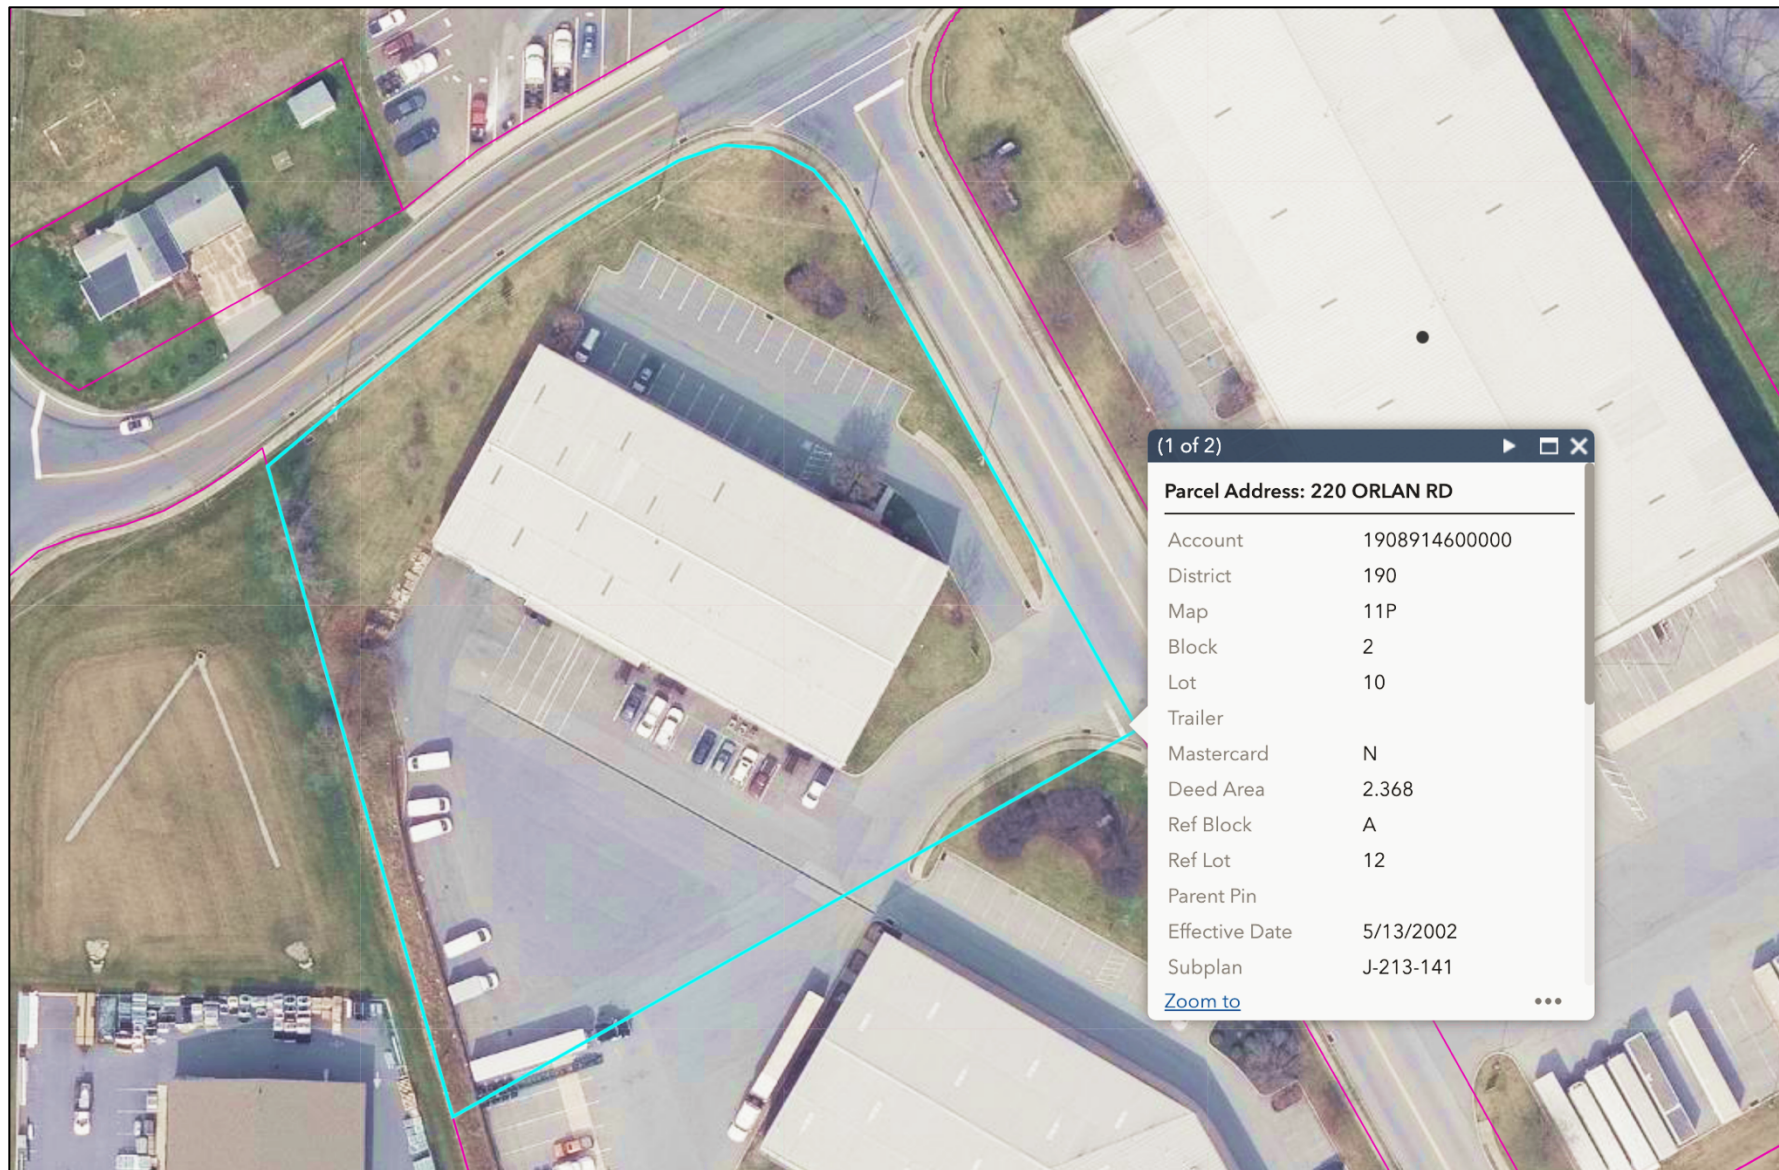 (1 of 2)
Parcel Address: 220 ORLAN RD
Account 1908914600000
District 190
Map 11P
Block 2
Lot 10
Trailer
Mastercard N
Deed Area 2.368
Ref Block A
Ref Lot 12
Parent Pin
Effective Date 5/13/2002
Subplan J-213-141
Zoom to